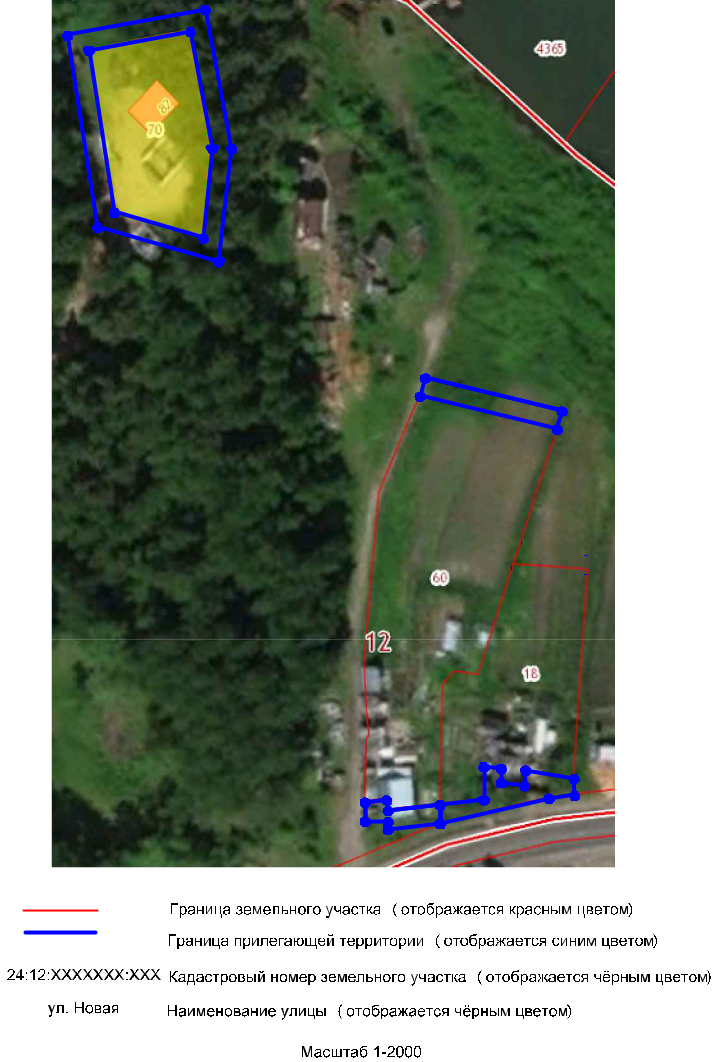 4365
82
70
60
12
18
Граница земельного участка ( отображается красным цветом)
Граница прилегающей территории ( отображается синим цветом)
24:12:XXXXXXX:XXX Кадастровый номер земельного участка ( отображается чёрным цветом)
ул. Новая Наименование улицы ( отображается чёрным цветом)
Масштаб 1-2000